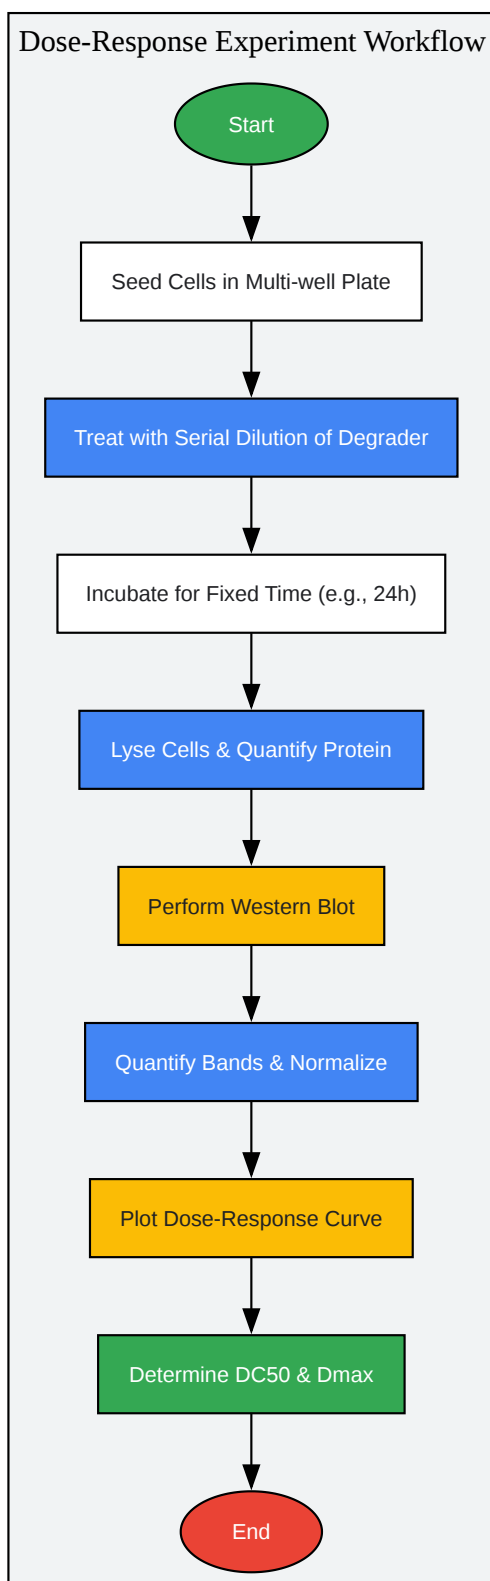 Dose-Response Experiment Workflow
Start
Seed Cells in Multi-well Plate
Treat with Serial Dilution of Degrader
Incubate for Fixed Time (e.g., 24h)
Lyse Cells & Quantify Protein
Perform Western Blot
Quantify Bands & Normalize
Plot Dose-Response Curve
Determine DC50 & Dmax
End